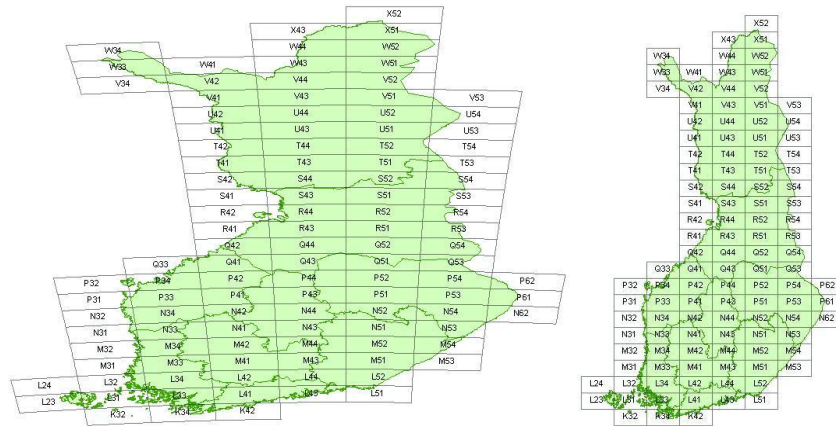 X52
X43 X51
W34 W44 W52
W33 W41 W43 W51
V34 V42 V44 V52
V41 V43 V51 V53
U42 U44 U52 U54
U41 U43 U51 U53
T42 T44 T52 T54
T41 T43 T51 T53
S42 S44 S52 S54
S41 S43 S51 S53
R42 R44 R52 R54
R41 R43 R51 R53
Q42 Q44 Q52 Q54
Q33 Q41 Q43 Q51 Q53
P32 P34 P42 P44 P52 P54 P62
P31 P33 P41 P43 P51 P53 P61
N32 N34 N42 N44 N52 N54 N62
N31 N33 N41 N43 N51 N53
M32 M34 M42 M44 M52 M54
M31 M33 M41 M43 M51 M53
L24 L32 L34 L42 L44 L52
L23 L31 L33 L41 L43 L51
K32 K34 K42
X52
X43 X51
W34 W44 W52
W33 W41 W43 W51
V34 V42 V44 V52
V41 V43 V51 V53
U42 U44 U52 U54
U41 U43 U51 U53
T42 T44 T52 T54
T41 T43 T51 T53
S42 S44 S52 S54
S41 S43 S51 S53
R42 R44 R52 R54
R41 R43 R51 R53
Q42 Q44 Q52 Q54
Q33 Q41 Q43 Q51 Q53
P32 P34 P42 P44 P52 P54 P62
P31 P33 P41 P43 P51 P53 P61
N32 N34 N42 N44 N52 N54 N62
N31 N33 N41 N43 N51 N53
M32 M34 M42 M44 M52 M54
M31 M33 M41 M43 M51 M53
L24 L32 L34 L42 L44 L52
L23 L31 L33 L41 L43 L51
K32 K34 K42